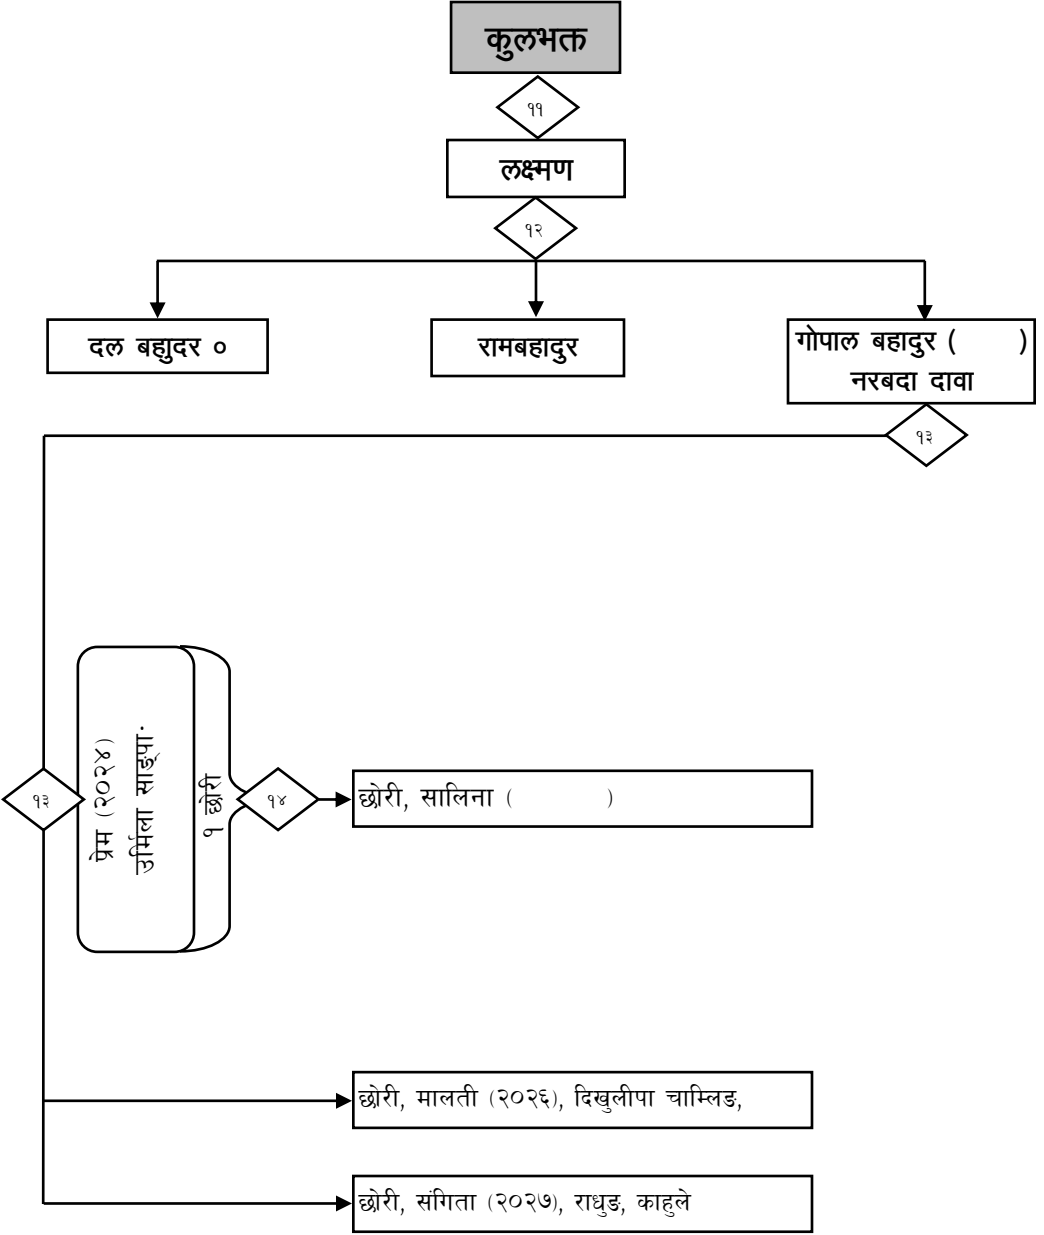 कुलभक्त
११
लक्ष्मण
१२
दल बहाुदर ०
रामबहादुर
गोपाल बहादुर (          )
नरबदा दावा
१३
१३
प्रेम (२०२४)
उर्मिला साङ्पा.
१ छोरी
१४
छोरी, सालिना (               )
छोरी, मालती (२०२६), दिखुलीपा चाम्लिङ,
छोरी, संगिता (२०२७), राधुङ, काहुले